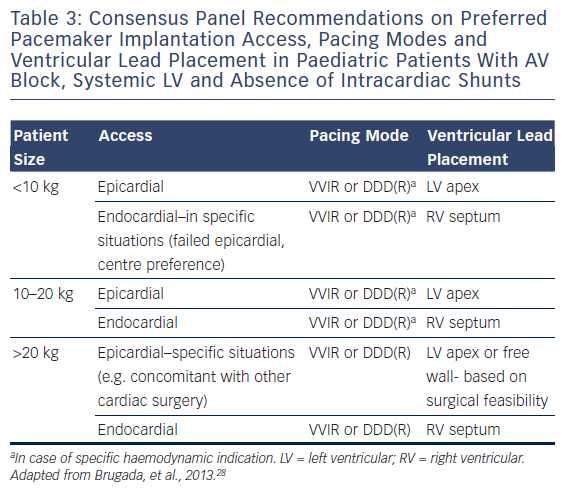 Table 3: Consensus Panel Recommendations on Preferred
Pacemaker Implantation Access, Pacing Modes and
Ventricular Lead Placement in Paediatric Patients With AV
Block, Systemic LV and Absence of Intracardiac Shunts
Patient Size Access Pacing Mode Ventricular Lead Placement
<10 kg Epicardial VVIR or DDD(R)ᵃ LV apex
Endocardial–in specific VVIR or DDD(R)ᵃ RV septum
situations (failed epicardial,
centre preference)
10–20 kg Epicardial VVIR or DDD(R)ᵃ LV apex
Endocardial VVIR or DDD(R)ᵃ RV septum
>20 kg Epicardial–specific situations VVIR or DDD(R) LV apex or free
(e.g. concomitant with other wall- based on
cardiac surgery) surgical feasibility
Endocardial VVIR or DDD(R) RV septum
ᵃIn case of specific haemodynamic indication. LV = left ventricular; RV = right ventricular.
Adapted from Brugada, et al., 2013.²⁸